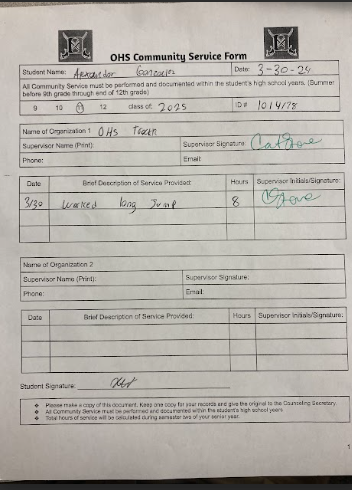 OHS Community Service Form
Student Name: Alexander Gonzales Date: 3-30-24
All Community Service must be performed and documented within the student's high school years. (Summer
before 9th grade through end of 12th grade)
9 10 11 12 class of: 2025 ID# 1014178
Name of Organization 1 OHS Track
Supervisor Name (Print): Supervisor Signature:
Phone: Email:
Date Brief Description of Service Provided: Hours Supervisor Initials/Signature:
3/30 worked long Jump 8
Name of Organization 2
Supervisor Name (Print): Supervisor Signature:
Phone: Email:
Date Brief Description of Service Provided: Hours Supervisor Initials/Signature:
Student Signature:
Please make a copy of this document. Keep one copy for your records and give the original to the Counseling Secretary.
All Community Service must be performed and documented within the student's high school years
Total hours of service will be calculated during semester two of your senior year.
1